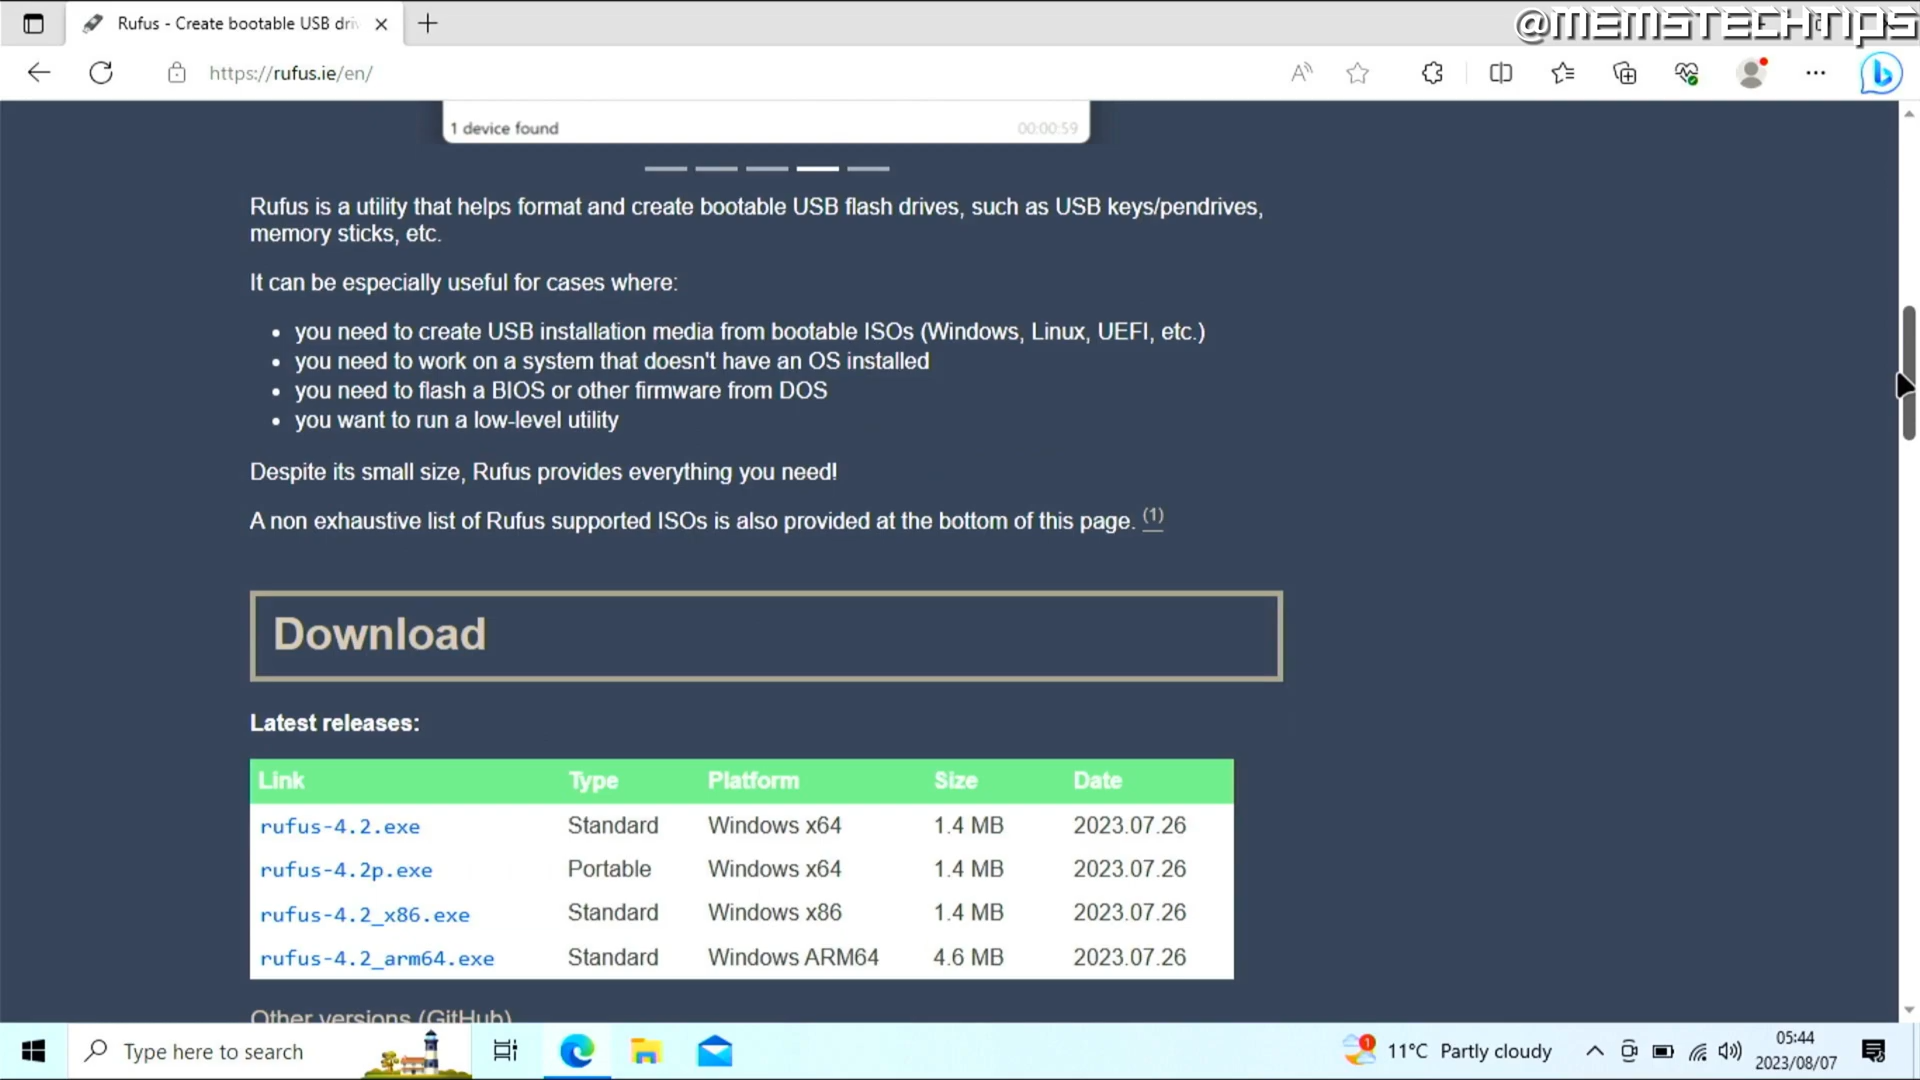 Rufus - Create bootable USB dri
@MEMSTECHTIPS
https://rufus.ie/en/
1 device found
00:00:59
Rufus is a utility that helps format and create bootable USB flash drives, such as USB keys/pendrives,
memory sticks, etc.
It can be especially useful for cases where:
• you need to create USB installation media from bootable ISOs (Windows, Linux, UEFI, etc.)
• you need to work on a system that doesn't have an OS installed
• you need to flash a BIOS or other firmware from DOS
• you want to run a low-level utility
Despite its small size, Rufus provides everything you need!
A non exhaustive list of Rufus supported ISOs is also provided at the bottom of this page. (1)
Download
Latest releases:
Link Type Platform Size Date
rufus-4.2.exe Standard Windows x64 1.4 MB 2023.07.26
rufus-4.2p.exe Portable Windows x64 1.4 MB 2023.07.26
rufus-4.2_x86.exe Standard Windows x86 1.4 MB 2023.07.26
rufus-4.2_arm64.exe Standard Windows ARM64 4.6 MB 2023.07.26
Other versions (GitHub)
Type here to search
1
11°C Partly cloudy
05:44
2023/08/07